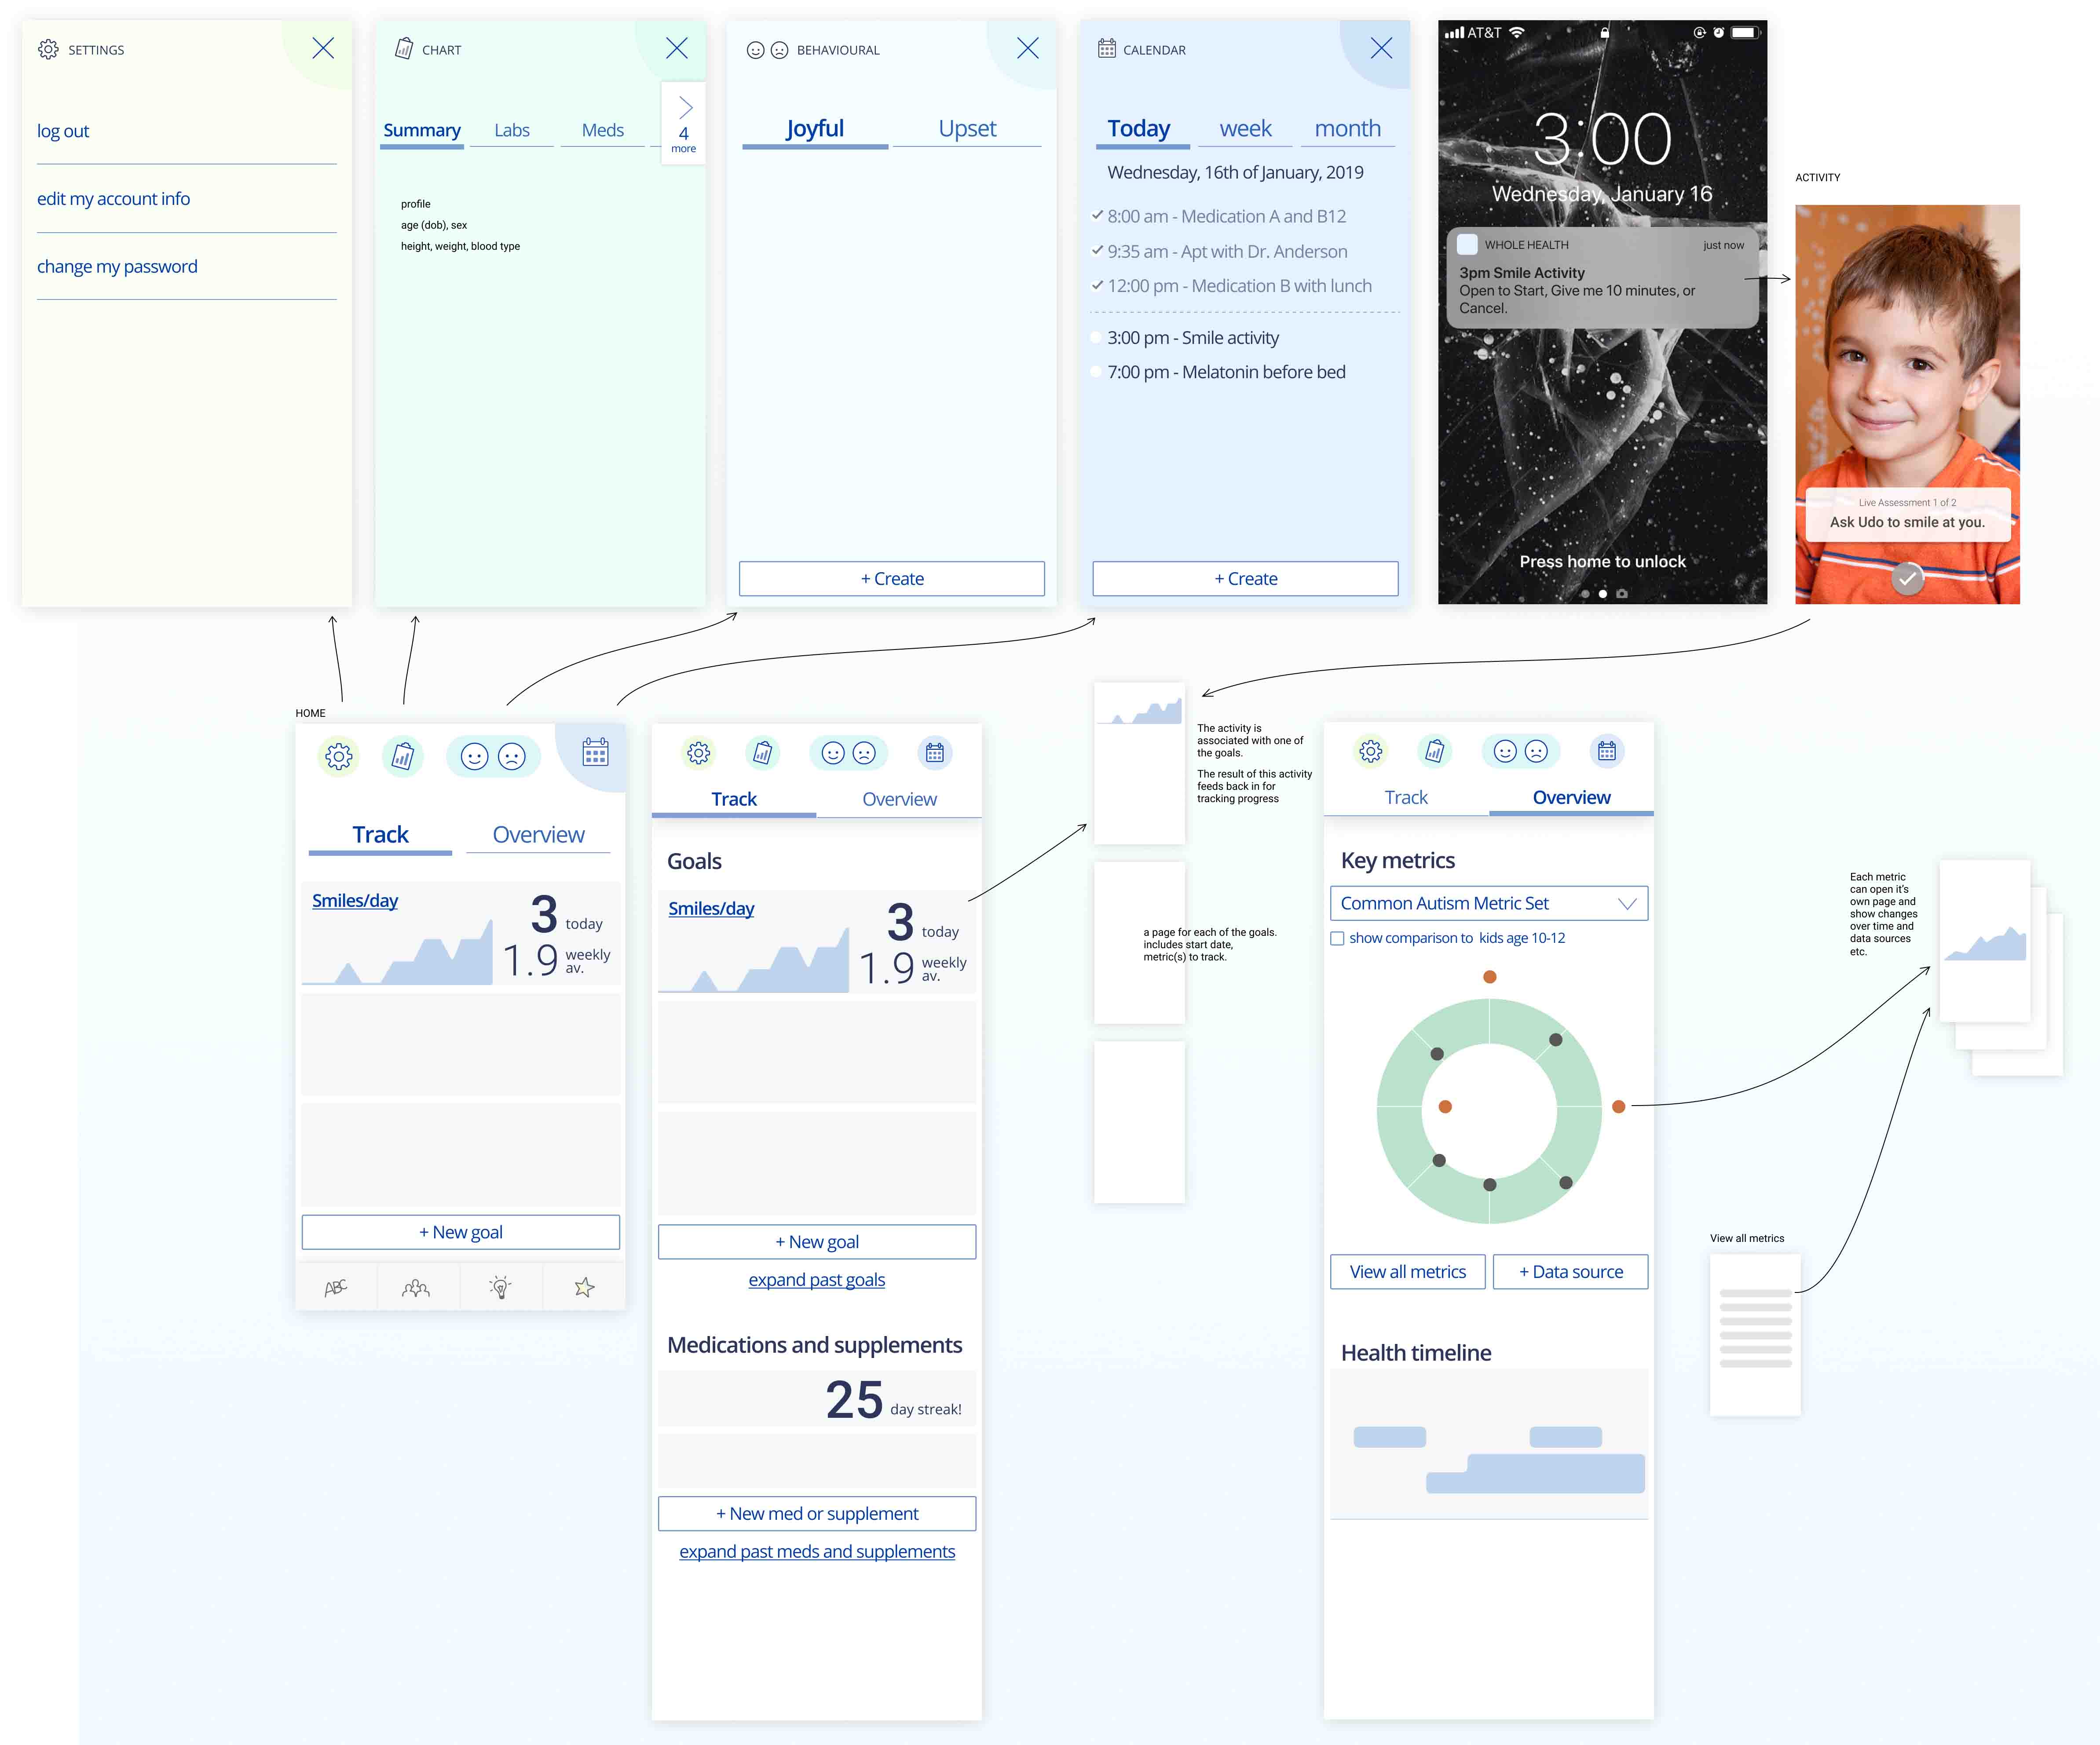 SETTINGS
log out
edit my account info
change my password
CHART
Summary
Labs
Meds
4
more
profile
age (dob), sex
height, weight, blood type
BEHAVIOURAL
Joyful
Upset
+ Create
CALENDAR
Today
week
month
Wednesday, 16th of January, 2019
8:00 am - Medication A and B12
9:35 am - Apt with Dr. Anderson
12:00 pm - Medication B with lunch
3:00 pm - Smile activity
7:00 pm - Melatonin before bed
+ Create
AT&T
3:00
Wednesday, January 16
WHOLE HEALTH
just now
3pm Smile Activity
Open to Start, Give me 10 minutes, or
Cancel.
Press home to unlock
ACTIVITY
Live Assessment 1 of 2
Ask Udo to smile at you.
HOME
Track
Overview
Smiles/day
3 today
1.9 weekly
av.
+ New goal
ABC
Track
Overview
Goals
Smiles/day
3 today
1.9 weekly
av.
+ New goal
expand past goals
Medications and supplements
25 day streak!
+ New med or supplement
expand past meds and supplements
The activity is
associated with one of
the goals.
The result of this activity
feeds back in for
tracking progress
a page for each of the goals.
includes start date,
metric(s) to track.
Track
Overview
Key metrics
Common Autism Metric Set
show comparison to kids age 10-12
View all metrics
+ Data source
Health timeline
Each metric
can open it's
own page and
show changes
over time and
data sources
etc.
View all metrics